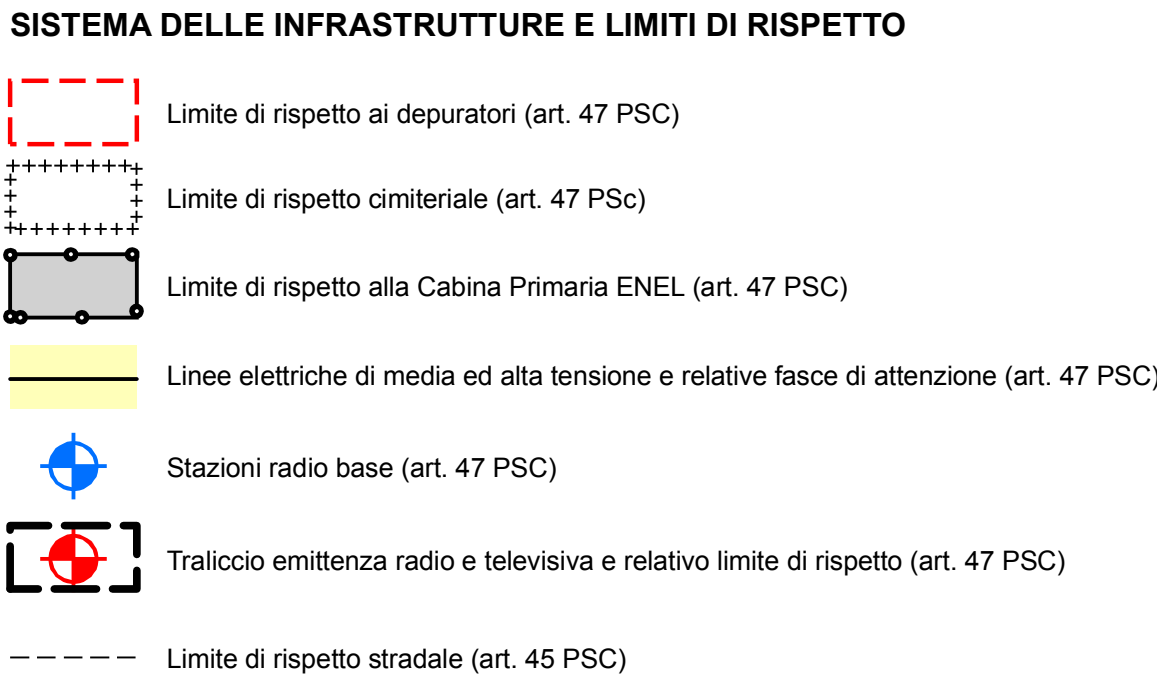 SISTEMA DELLE INFRASTRUTTURE E LIMITI DI RISPETTO
Limite di rispetto ai depuratori (art. 47 PSC)
Limite di rispetto cimiteriale (art. 47 PSc)
Limite di rispetto alla Cabina Primaria ENEL (art. 47 PSC)
Linee elettriche di media ed alta tensione e relative fasce di attenzione (art. 47 PSC)
Stazioni radio base (art. 47 PSC)
Traliccio emittenza radio e televisiva e relativo limite di rispetto (art. 47 PSC)
Limite di rispetto stradale (art. 45 PSC)